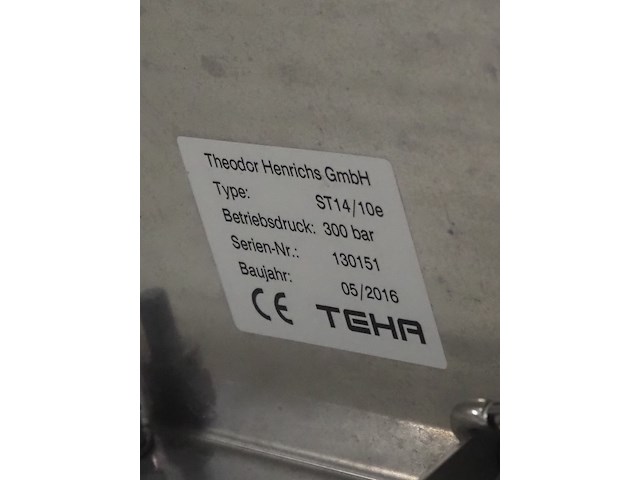 Theodor Henrichs GmbH
Type: ST14/10e
Betriebsdruck: 300 bar
Serien-Nr.: 130151
Baujahr: 05/2016
CE TEHA